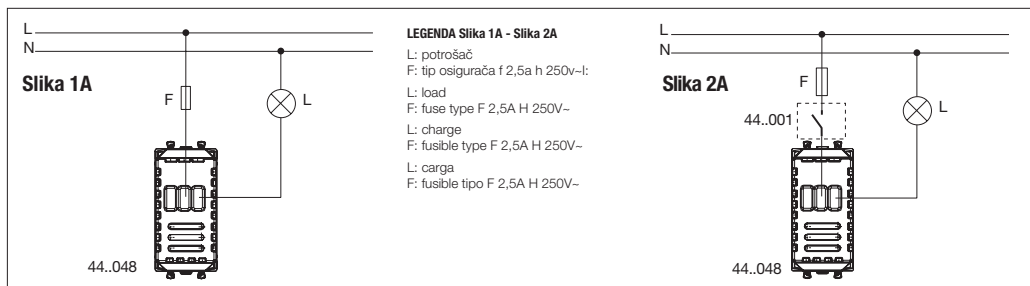 L
N
Slika 1A
F
L
44..048
LEGENDA Slika 1A - Slika 2A
L: potrošač
F: tip osigurača f 2,5a h 250v~l:
L: load
F: fuse type F 2,5A H 250V~
L: charge
F: fusible type F 2,5A H 250V~
L: carga
F: fusible tipo F 2,5A H 250V~
L
N
Slika 2A
F
44..001
L
44..048